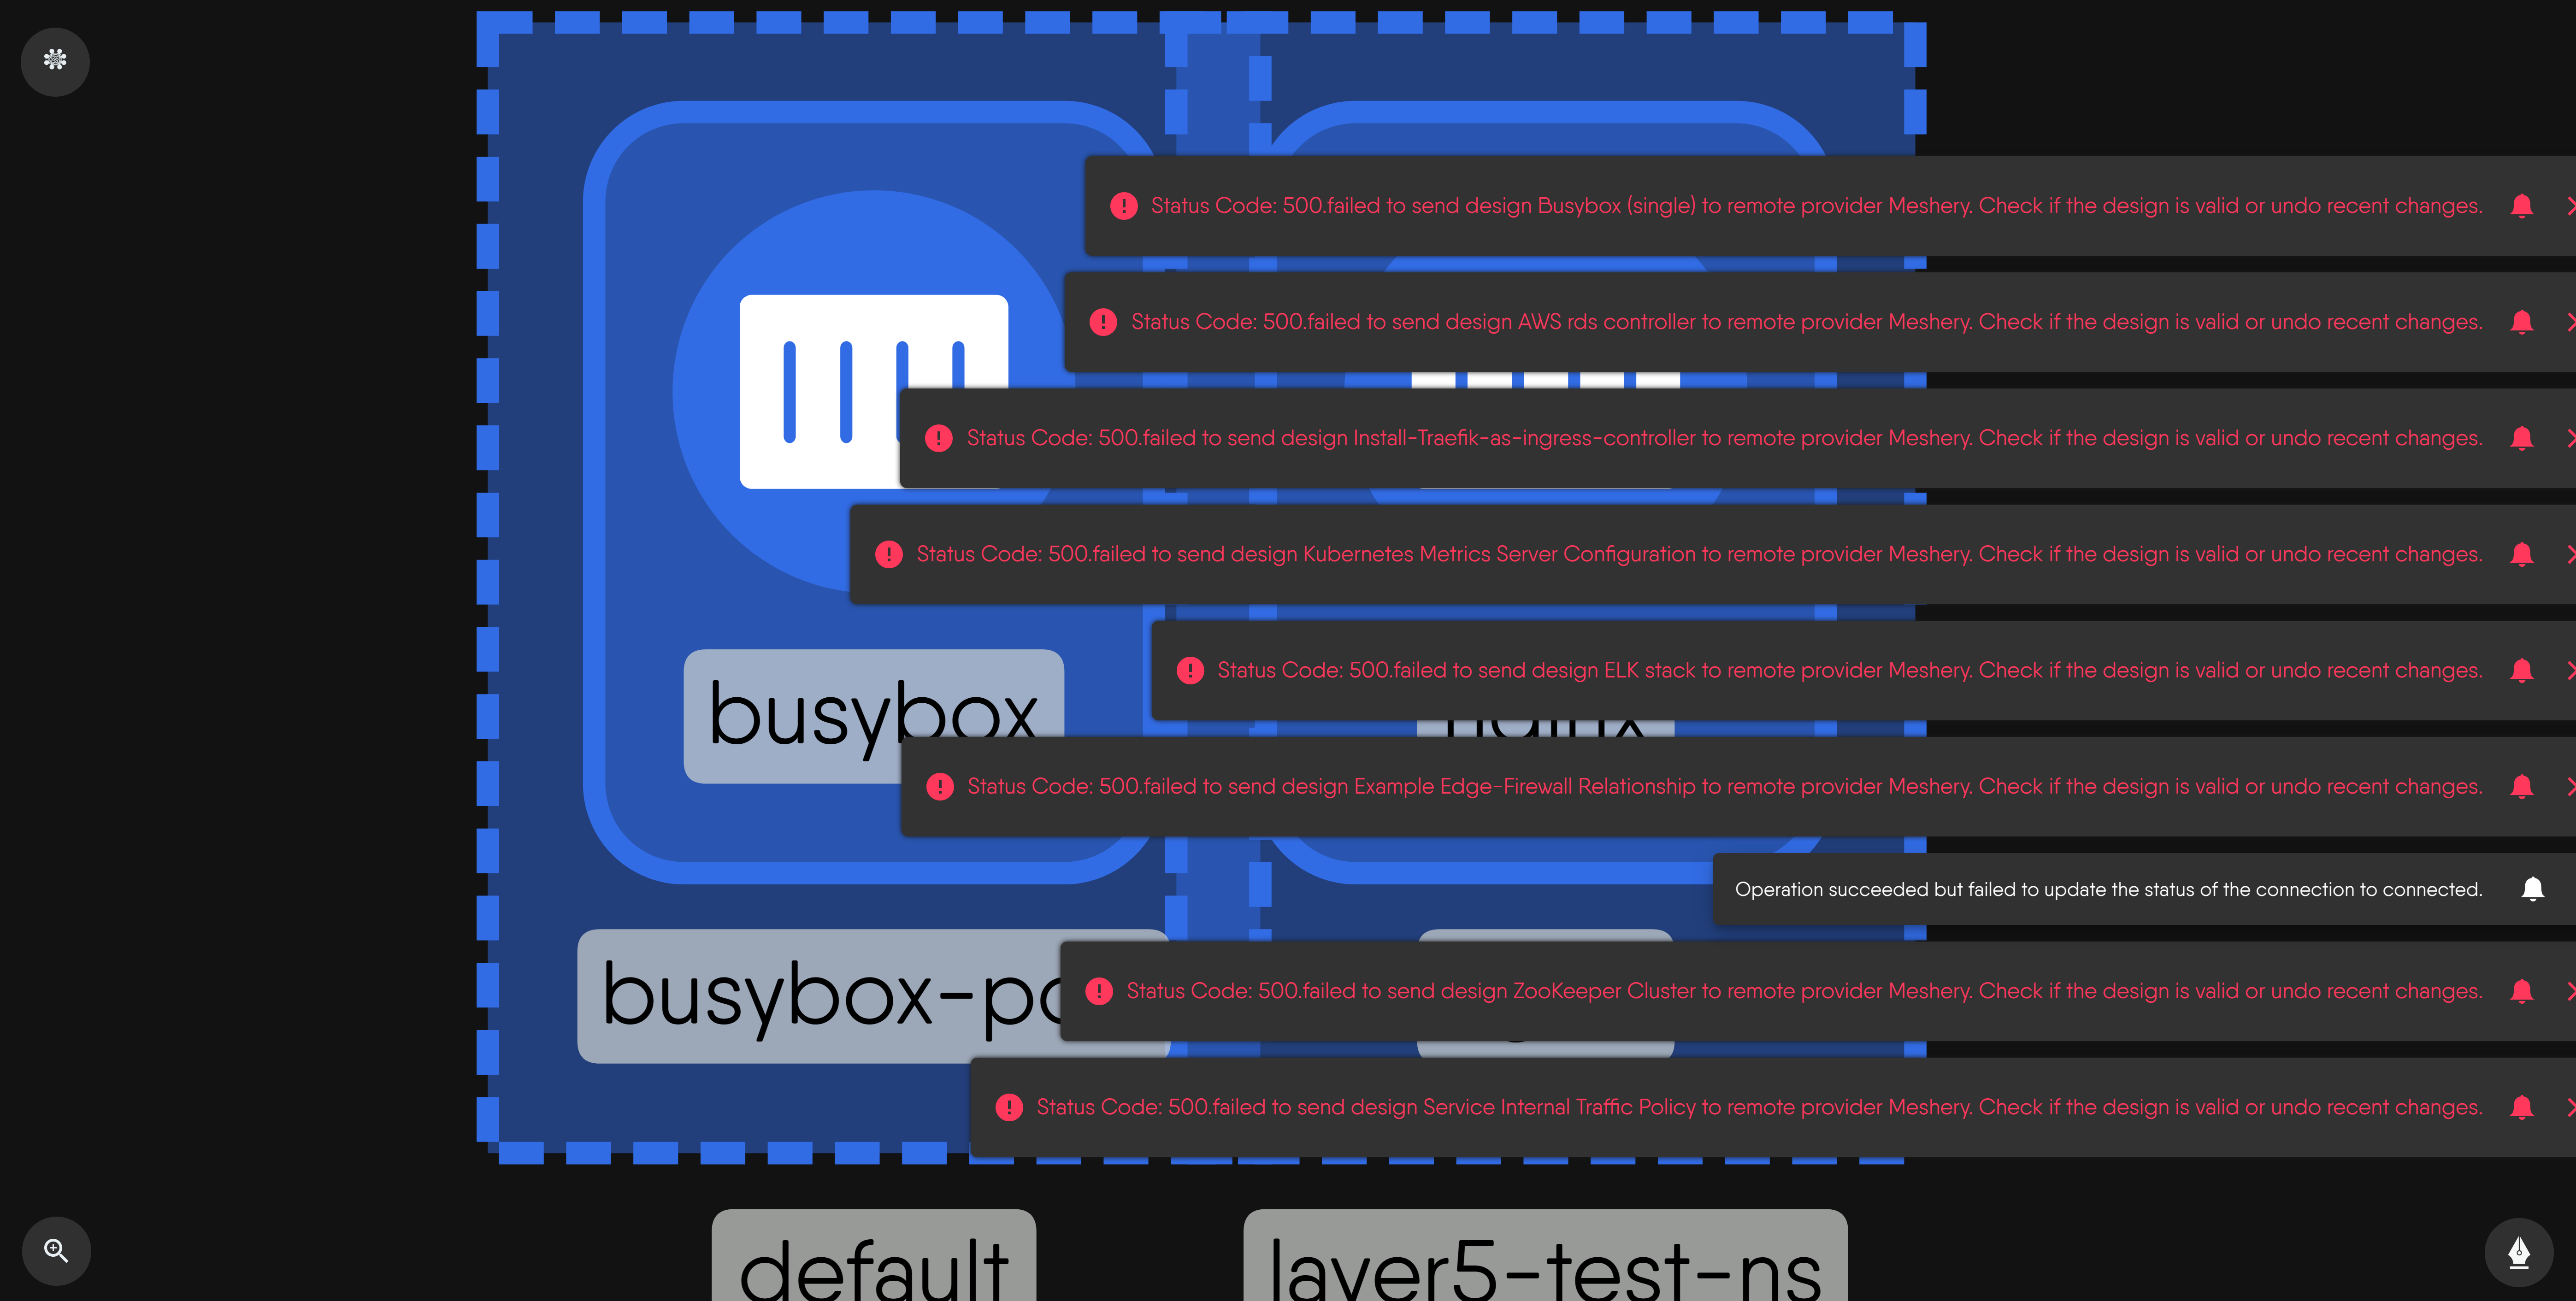 Status Code: 500.failed to send design Busybox (single) to remote provider Meshery. Check if the design is valid or undo recent changes.
Status Code: 500.failed to send design AWS rds controller to remote provider Meshery. Check if the design is valid or undo recent changes.
Status Code: 500.failed to send design Install-Traefik-as-ingress-controller to remote provider Meshery. Check if the design is valid or undo recent changes.
Status Code: 500.failed to send design Kubernetes Metrics Server Configuration to remote provider Meshery. Check if the design is valid or undo recent changes.
Status Code: 500.failed to send design ELK stack to remote provider Meshery. Check if the design is valid or undo recent changes.
busybox
Status Code: 500.failed to send design Example Edge-Firewall Relationship to remote provider Meshery. Check if the design is valid or undo recent changes.
Operation succeeded but failed to update the status of the connection to connected.
Status Code: 500.failed to send design ZooKeeper Cluster to remote provider Meshery. Check if the design is valid or undo recent changes.
Status Code: 500.failed to send design Service Internal Traffic Policy to remote provider Meshery. Check if the design is valid or undo recent changes.
default
layer5-test-ns